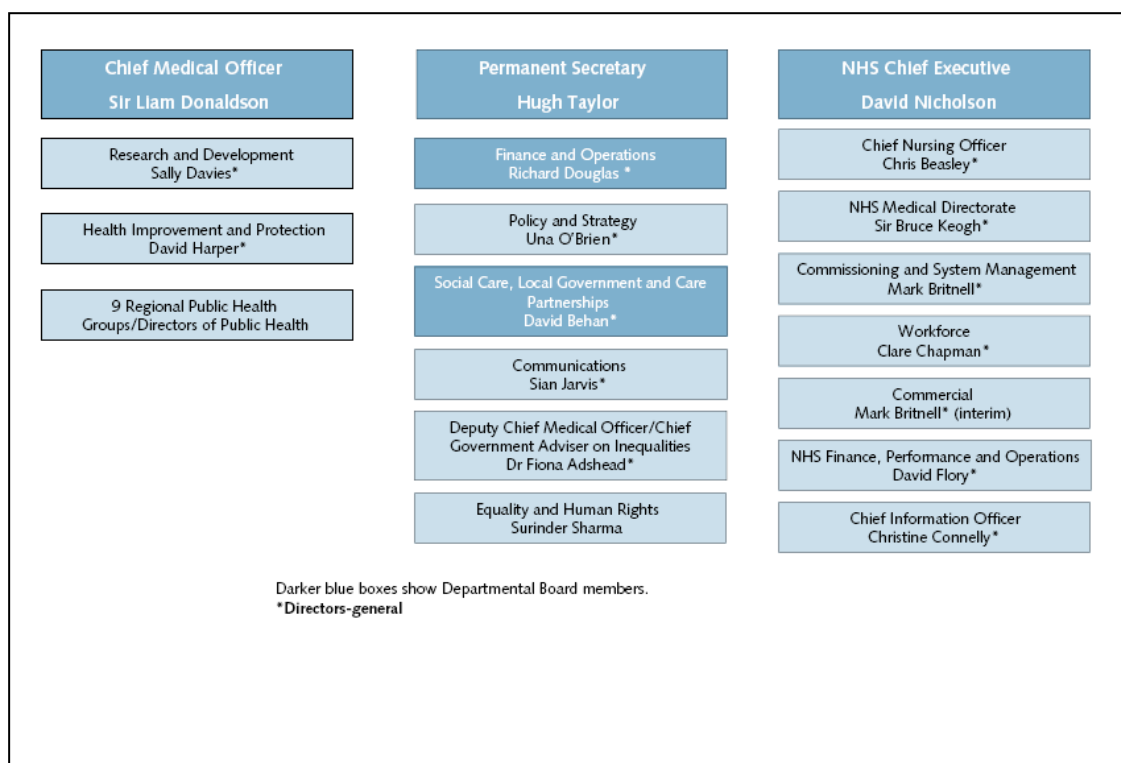 Chief Medical Officer
Sir Liam Donaldson
Research and Development
Sally Davies*
Health Improvement and Protection
David Harper*
9 Regional Public Health
Groups/Directors of Public Health
Permanent Secretary
Hugh Taylor
Finance and Operations
Richard Douglas *
Policy and Strategy
Una O'Brien*
Social Care, Local Government and Care
Partnerships
David Behan*
Communications
Sian Jarvis*
Deputy Chief Medical Officer/Chief
Government Adviser on Inequalities
Dr Fiona Adshead*
Equality and Human Rights
Surinder Sharma
NHS Chief Executive
David Nicholson
Chief Nursing Officer
Chris Beasley*
NHS Medical Directorate
Sir Bruce Keogh*
Commissioning and System Management
Mark Britnell*
Workforce
Clare Chapman*
Commercial
Mark Britnell* (interim)
NHS Finance, Performance and Operations
David Flory*
Chief Information Officer
Christine Connelly*
Darker blue boxes show Departmental Board members.
*Directors-general